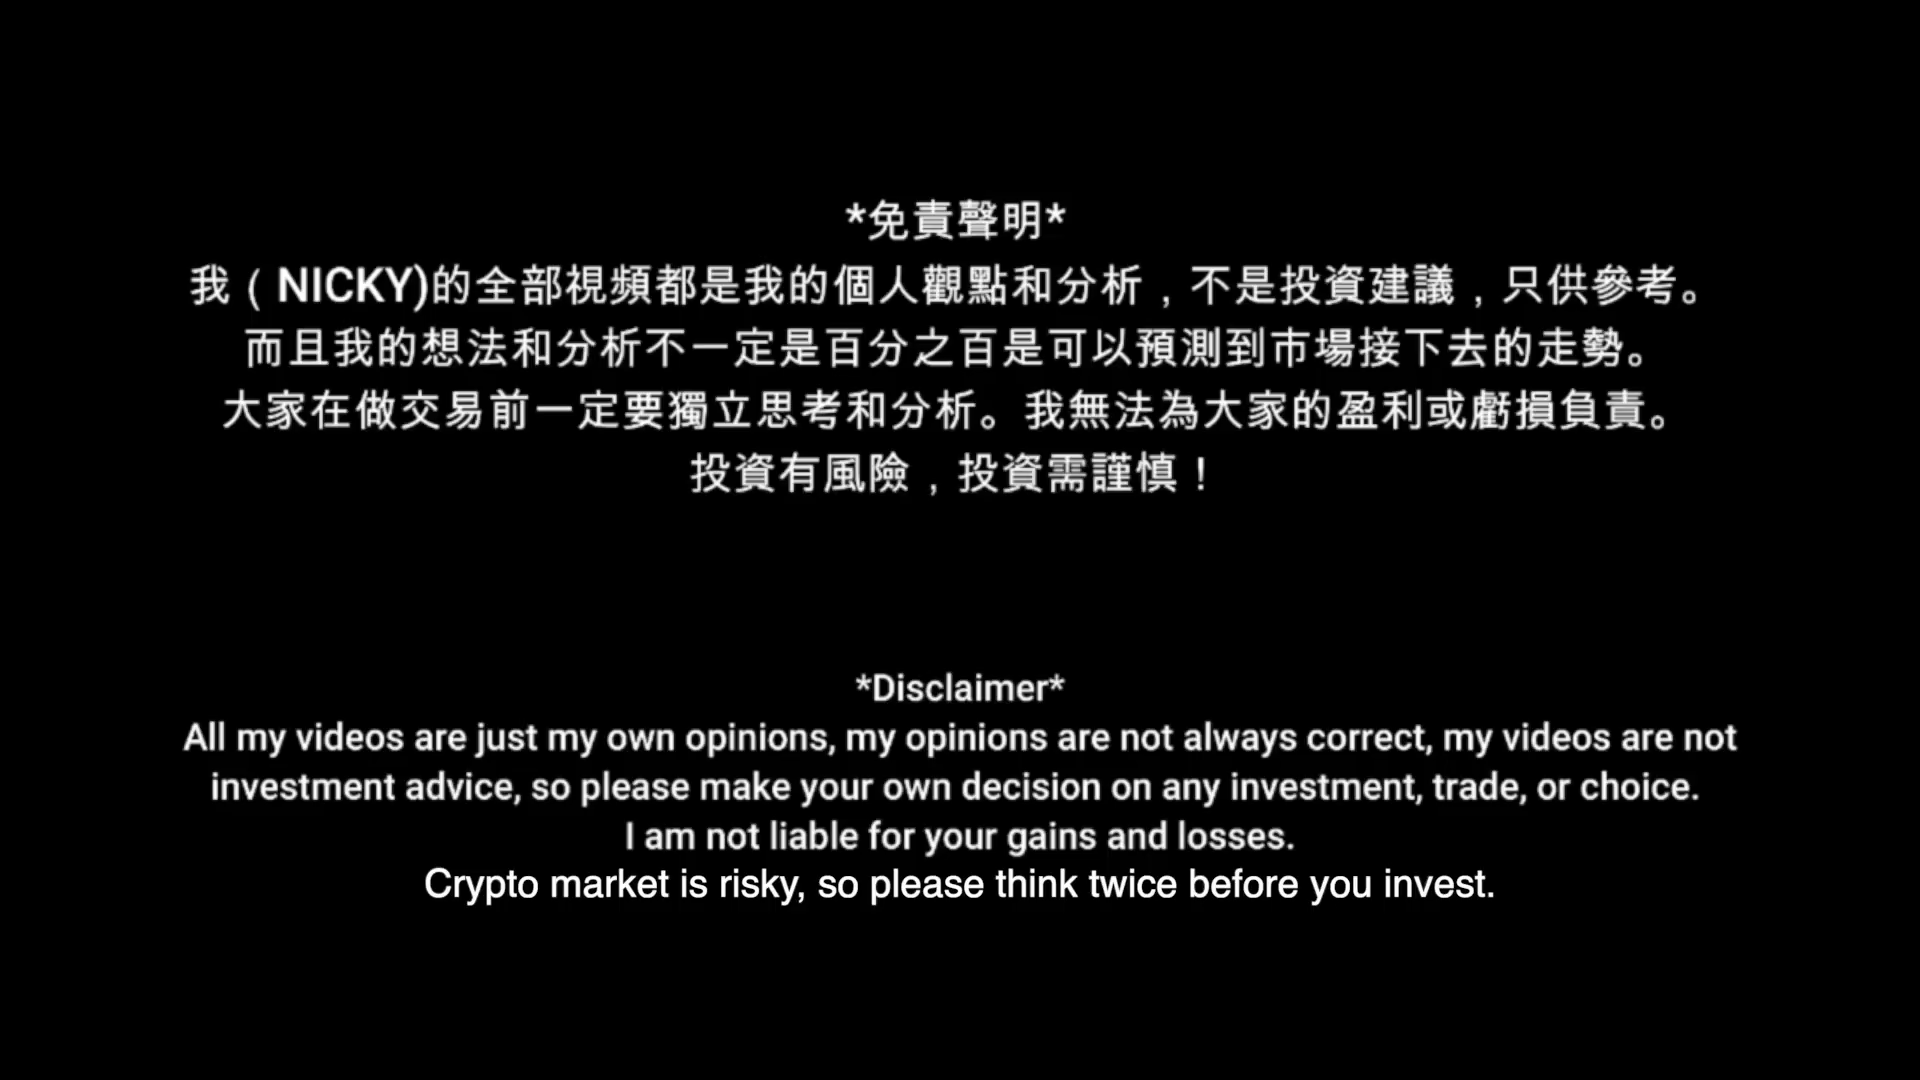 *免責聲明*
我（NICKY)的全部視頻都是我的個人觀點和分析，不是投資建議，只供參考。
而且我的想法和分析不一定是百分之百是可以預測到市場接下去的走勢。
大家在做交易前一定要獨立思考和分析。我無法為大家的盈利或虧損負責。
投資有風險，投資需謹慎！
*Disclaimer*
All my videos are just my own opinions, my opinions are not always correct, my videos are not
investment advice, so please make your own decision on any investment, trade, or choice.
I am not liable for your gains and losses.
Crypto market is risky, so please think twice before you invest.